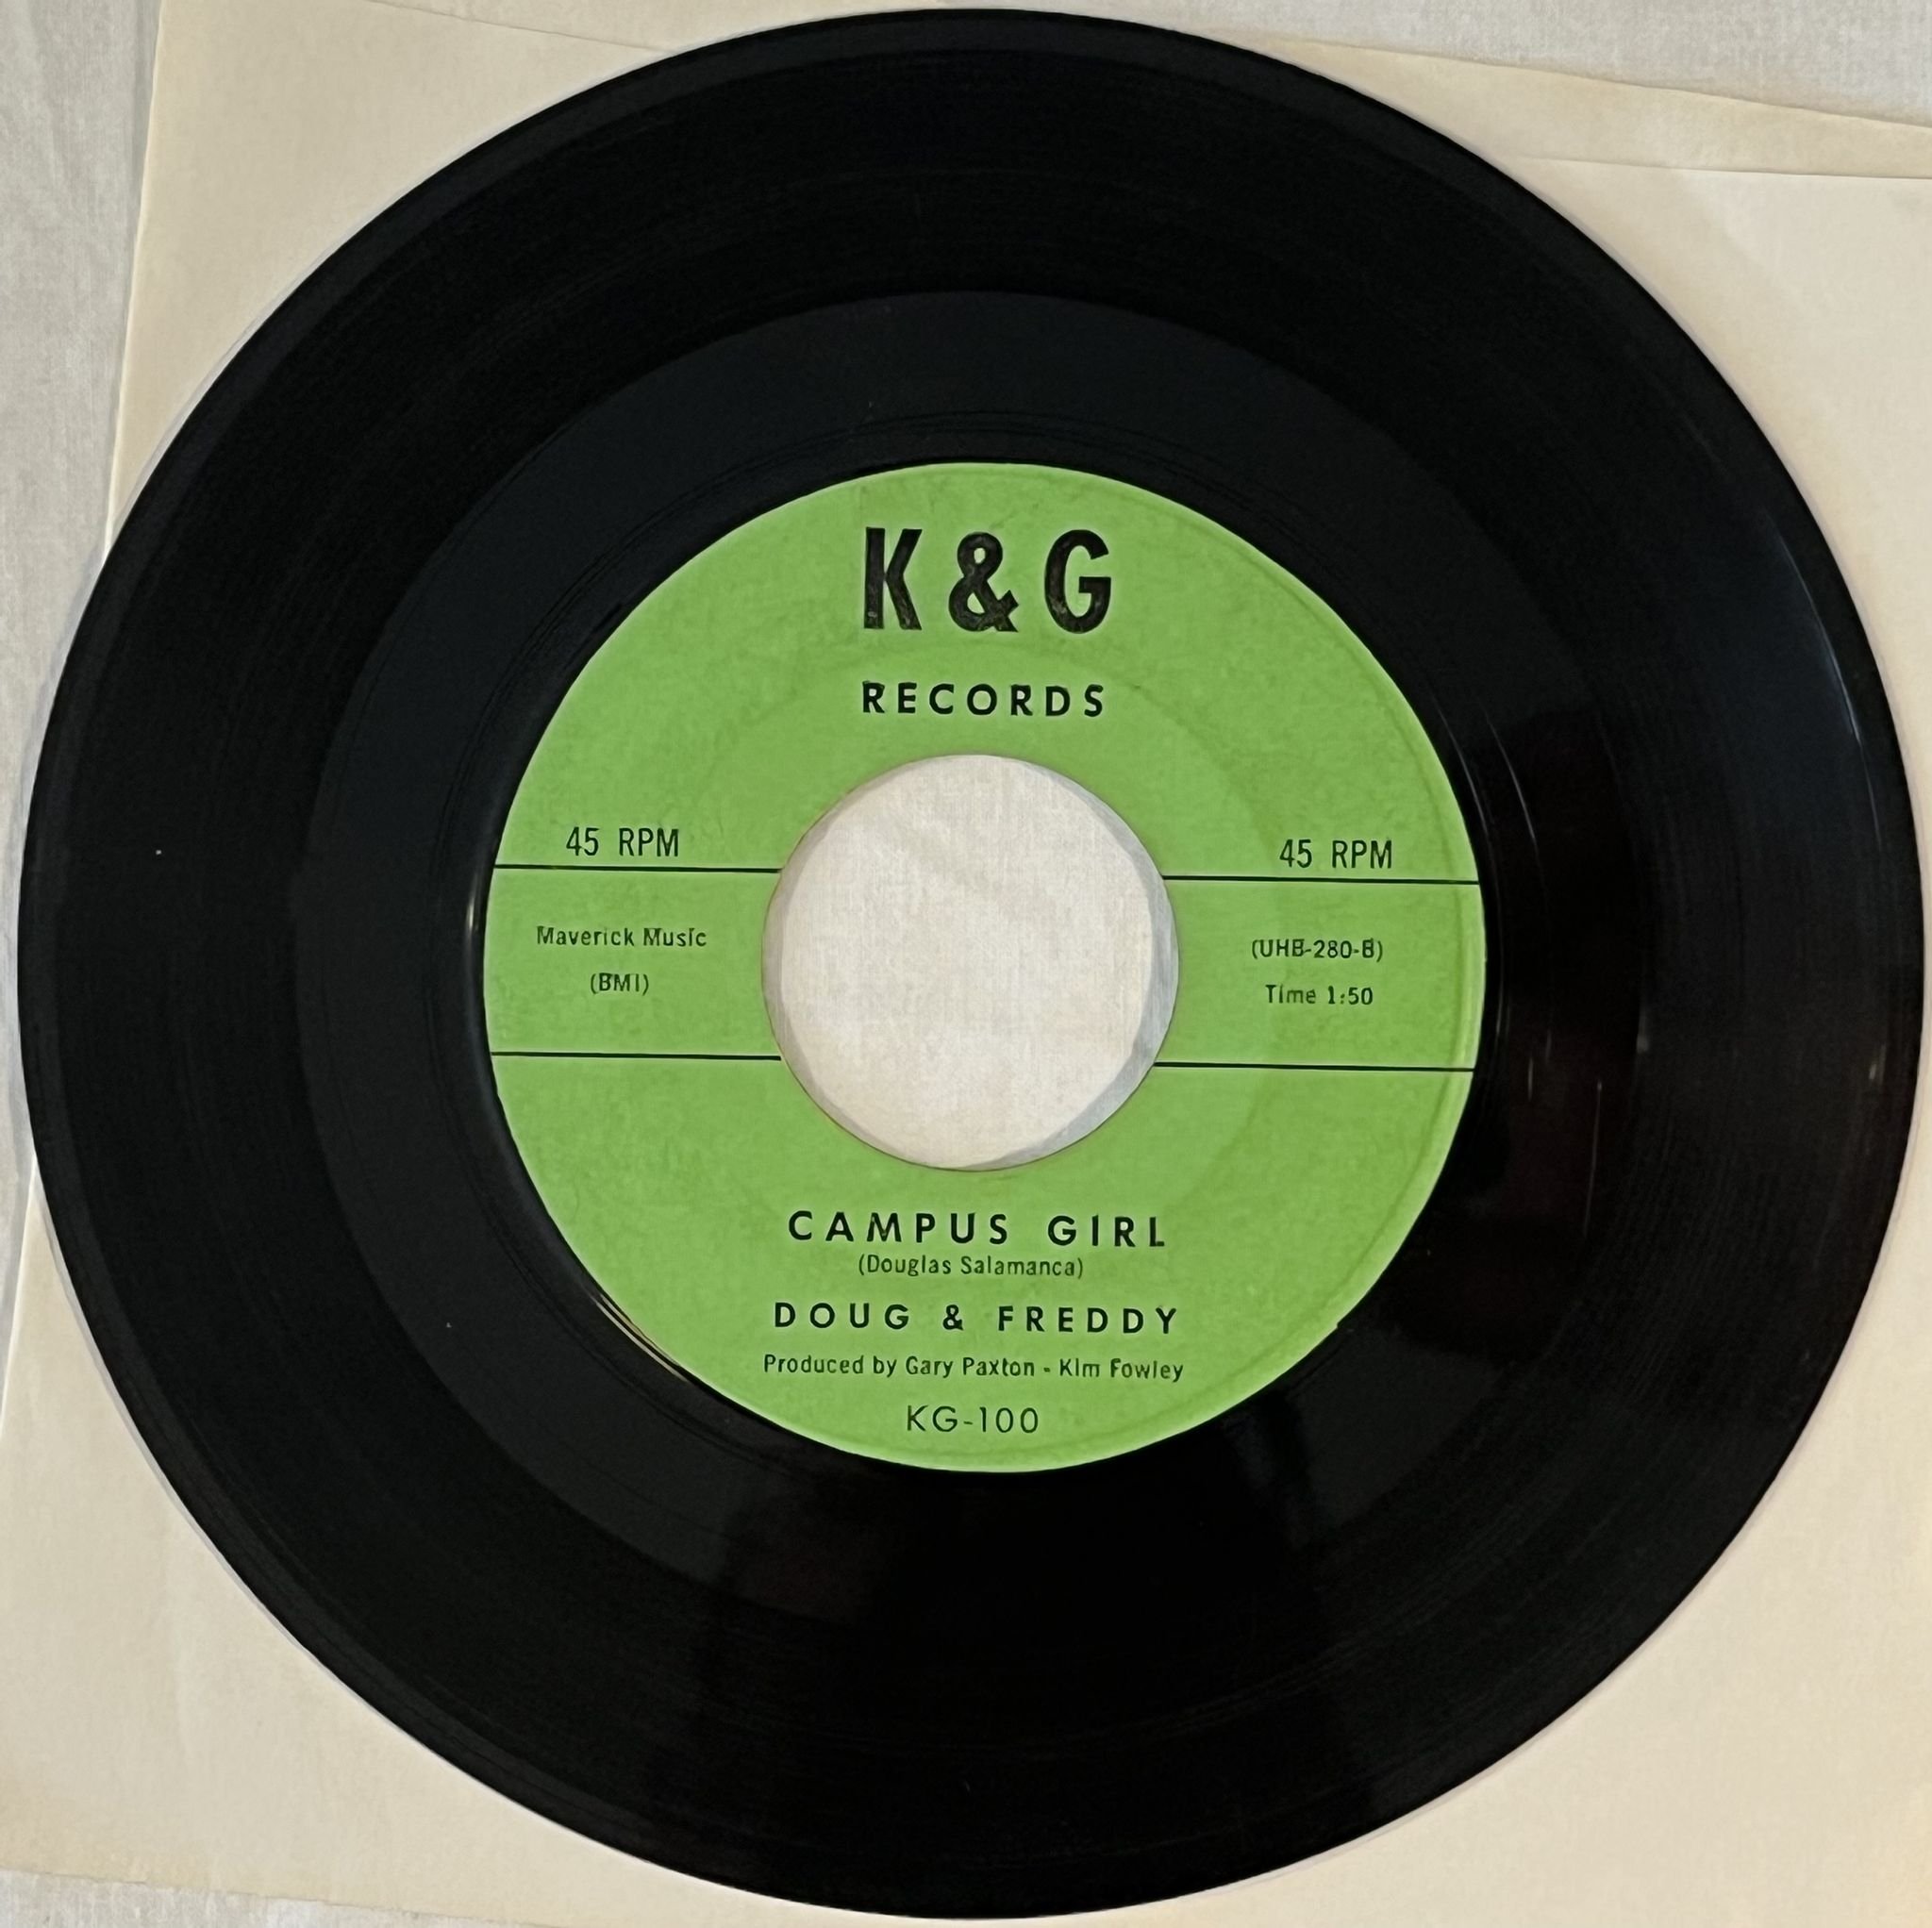 K & G
RECORDS
45 RPM
45 RPM
Maverick Music
(BMI)
(UHB-280-B)
Time 1:50
CAMPUS GIRL
(Douglas Salamanca)
DOUG & FREDDY
Produced by Gary Paxton - Kim Fowley
KG-100